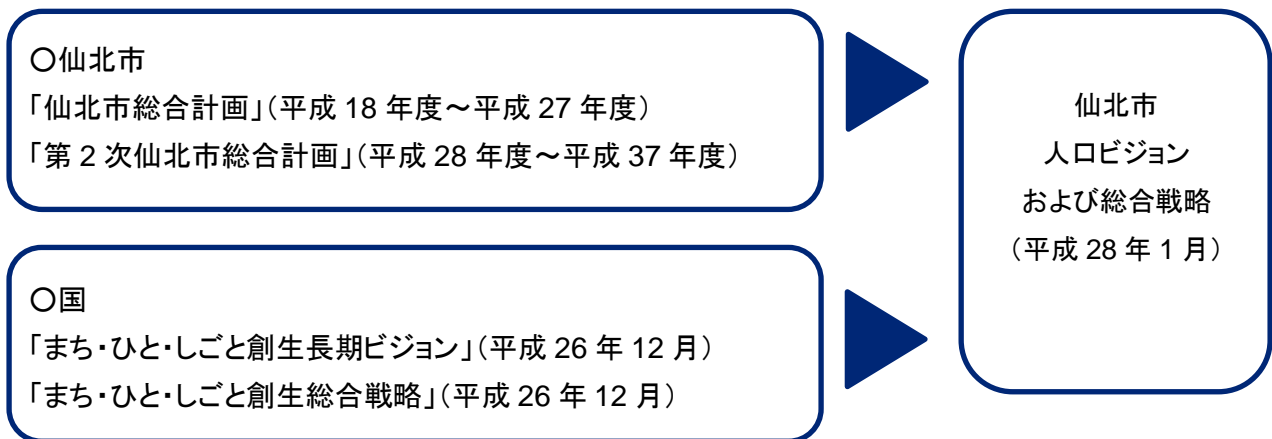 ○仙北市
「仙北市総合計画」（平成 18 年度～平成 27 年度）
「第 2 次仙北市総合計画」（平成 28 年度～平成 37 年度）
○国
「まち・ひと・しごと創生長期ビジョン」（平成 26 年 12 月）
「まち・ひと・しごと創生総合戦略」（平成 26 年 12 月）
仙北市
人口ビジョン
および総合戦略
（平成 28 年 1 月）